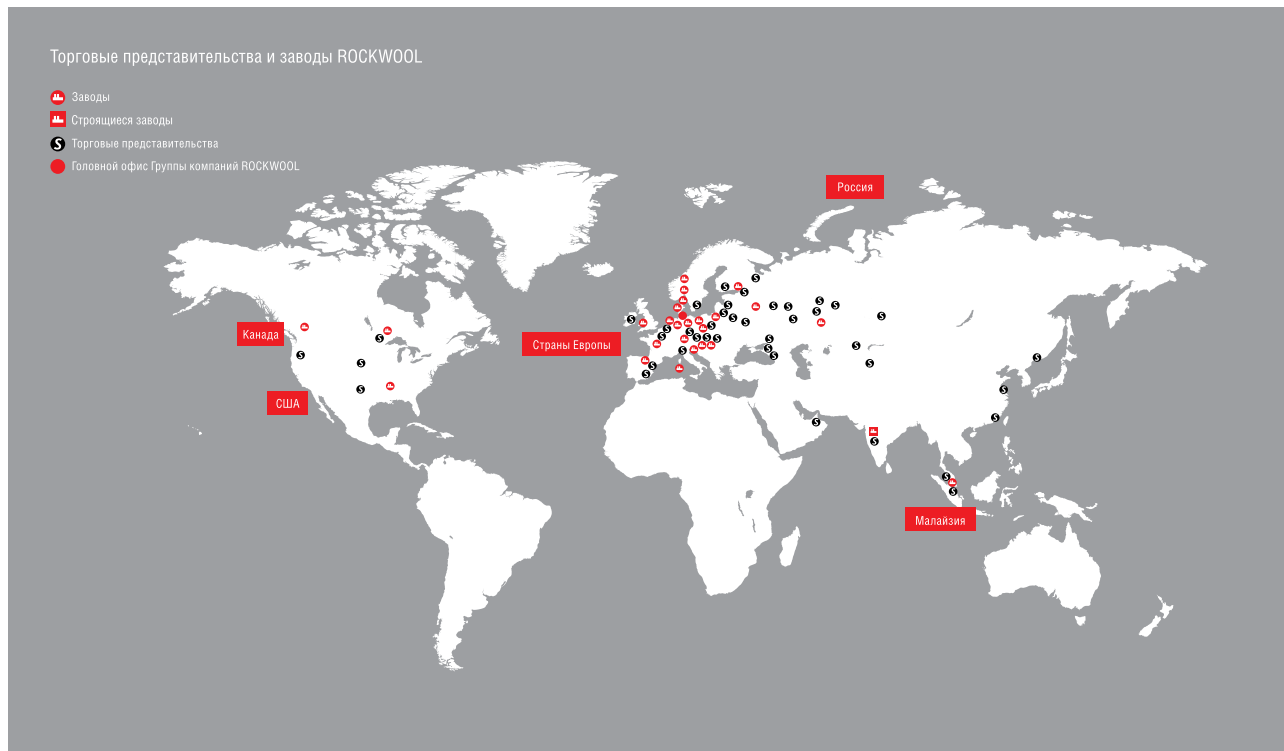 Торговые представительства и заводы ROCKWOOL
Заводы
Строящиеся заводы
Торговые представительства
Головной офис Группы компаний ROCKWOOL
Россия
Канада
Страны Европы
США
Малайзия